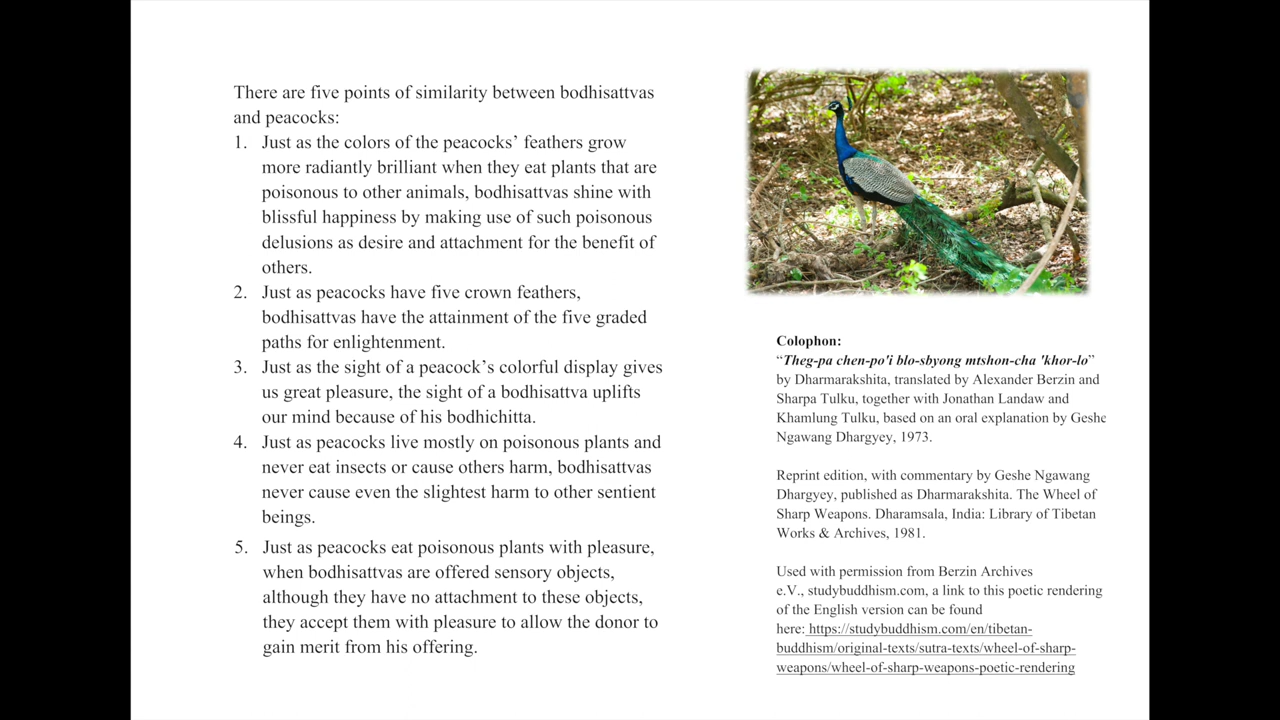 There are five points of similarity between bodhisattvas
and peacocks:
1. Just as the colors of the peacocks’ feathers grow
more radiantly brilliant when they eat plants that are
poisonous to other animals, bodhisattvas shine with
blissful happiness by making use of such poisonous
delusions as desire and attachment for the benefit of
others.
2. Just as peacocks have five crown feathers,
bodhisattvas have the attainment of the five graded
paths for enlightenment.
3. Just as the sight of a peacock’s colorful display gives
us great pleasure, the sight of a bodhisattva uplifts
our mind because of his bodhichitta.
4. Just as peacocks live mostly on poisonous plants and
never eat insects or cause others harm, bodhisattvas
never cause even the slightest harm to other sentient
beings.
5. Just as peacocks eat poisonous plants with pleasure,
when bodhisattvas are offered sensory objects,
although they have no attachment to these objects,
they accept them with pleasure to allow the donor to
gain merit from his offering.
Colophon:
“Theg-pa chen-po'i blo-sbyong mtshon-cha 'khor-lo”
by Dharmarakshita, translated by Alexander Berzin and
Sharpa Tulku, together with Jonathan Landaw and
Khamlung Tulku, based on an oral explanation by Geshe
Ngawang Dhargyey, 1973.
Reprint edition, with commentary by Geshe Ngawang
Dhargyey, published as Dharmarakshita. The Wheel of
Sharp Weapons. Dharamsala, India: Library of Tibetan
Works & Archives, 1981.
Used with permission from Berzin Archives
e.V., studybuddhism.com, a link to this poetic rendering
of the English version can be found
here: https://studybuddhism.com/en/tibetan-
buddhism/original-texts/sutra-texts/wheel-of-sharp-
weapons/wheel-of-sharp-weapons-poetic-rendering